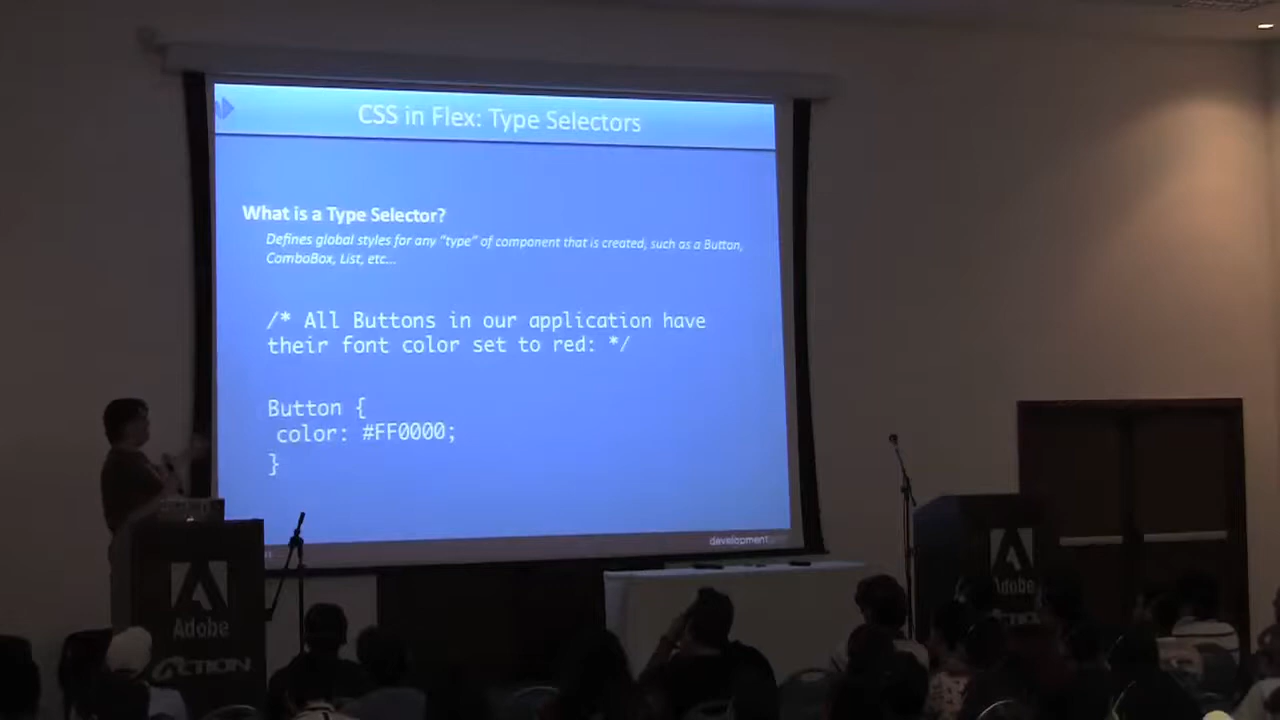 CSS in Flex: Type Selectors
What is a Type Selector?
Defines global styles for any “type” of component that is created, such as a Button,
ComboBox, List, etc...
/* All Buttons in our application have
their font color set to red: */
Button {
color: #FF0000;
}
development
Adobe
ACTION
Adobe